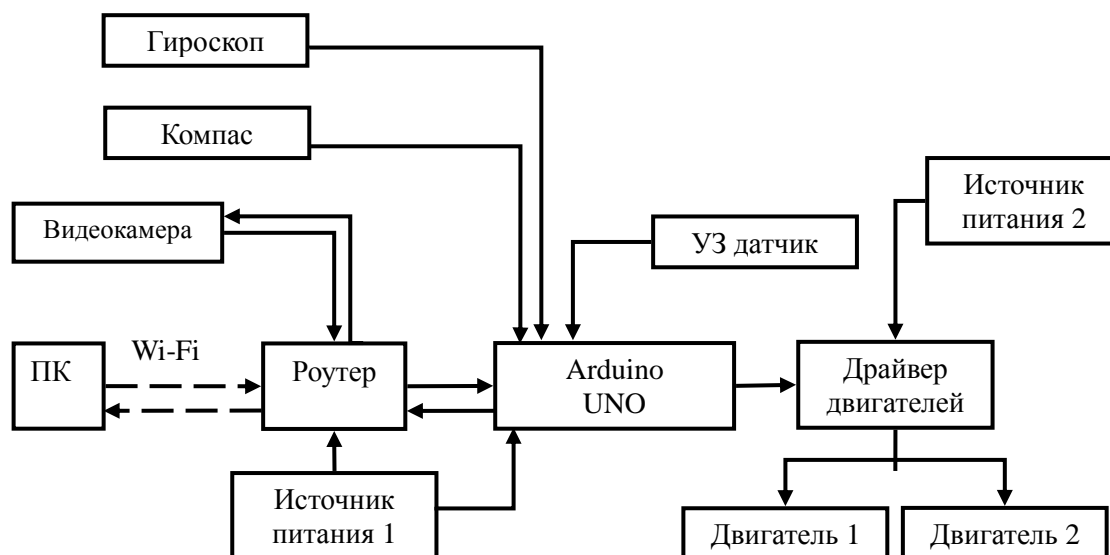 Гироскоп
Компас
Видеокамера
УЗ датчик
Источник
питания 2
ПК
Wi-Fi
Роутер
Arduino
UNO
Драйвер
двигателей
Источник
питания 1
Двигатель 1
Двигатель 2